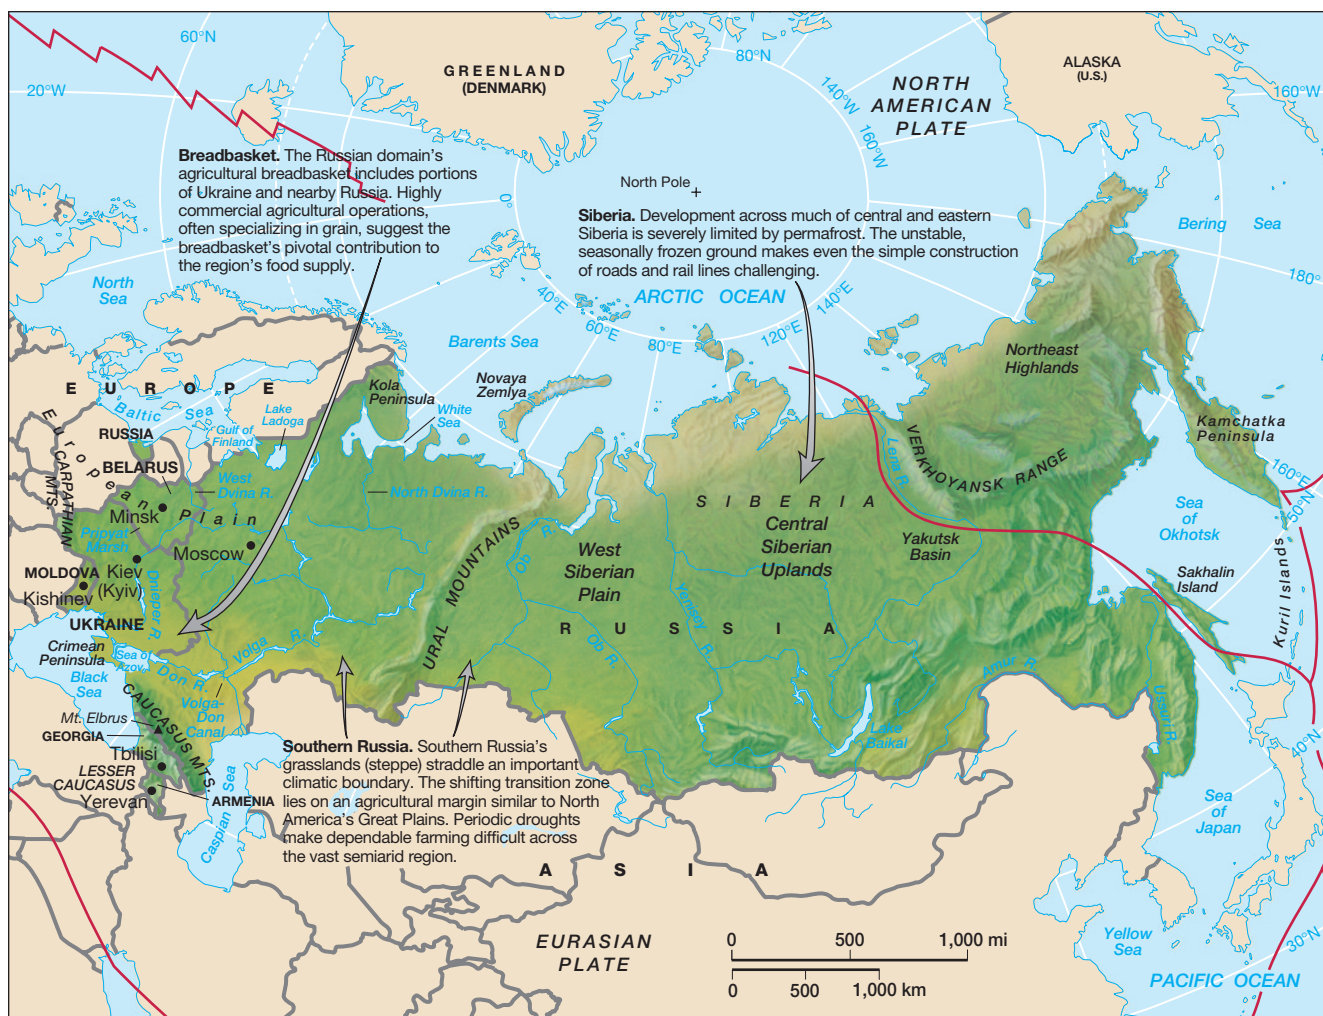 60°N
20°W
GREENLAND
(DENMARK)
80°N
140°W
160°W
NORTH
AMERICAN
PLATE
ALASKA
(U.S.)
160°W
Breadbasket. The Russian domain's
agricultural breadbasket includes portions
of Ukraine and nearby Russia. Highly
commercial agricultural operations,
often specializing in grain, suggest the
breadbasket's pivotal contribution to
the region's food supply.
0°
North Pole
Siberia. Development across much of central and eastern
Siberia is severely limited by permafrost. The unstable,
seasonally frozen ground makes even the simple construction
of roads and rail lines challenging.
ARCTIC OCEAN
Bering Sea
180°
North
Sea
40°E
60°E
80°E
120°E
140°E
Barents Sea
Novaya
Zemlya
Northeast
Highlands
EUROPE
Kola
Peninsula
White
Sea
Baltic Sea
Lake
Ladoga
Gulf of
Finland
RUSSIA
BELARUS
European Plain
CARPATHIAN
MTS.
West
Dvina R.
North Dvina R.
Minsk
Pripyat
Marsh
Moscow
MOLDOVA
Kishinev
Kiev
(Kyiv)
Dnieper R.
UKRAINE
Crimean
Peninsula
Sea of
Azov
Black
Sea
Don R.
Volga R.
Volga-
Don
Canal
URAL MOUNTAINS
Ob R.
West
Siberian
Plain
Ob R.
Yenisey R.
SIBERIA
Central
Siberian
Uplands
RUSSIA
Lena R.
VERKHOYANSK RANGE
Yakutsk
Basin
Kamchatka
Peninsula
160°E
50°N
Sea
of
Okhotsk
Sakhalin
Island
Kuril Islands
Amur R.
Ussuri R.
Lake
Baikal
40°N
CAUCASUS MTS.
Mt. Elbrus
GEORGIA
Tbilisi
LESSER
CAUCASUS
Yerevan
ARMENIA
Caspian Sea
Southern Russia. Southern Russia's
grasslands (steppe) straddle an important
climatic boundary. The shifting transition zone
lies on an agricultural margin similar to North
America's Great Plains. Periodic droughts
make dependable farming difficult across
the vast semiarid region.
ASIA
Sea
of
Japan
EURASIAN
PLATE
0 500 1,000 mi
0 500 1,000 km
Yellow
Sea
30°N
PACIFIC OCEAN